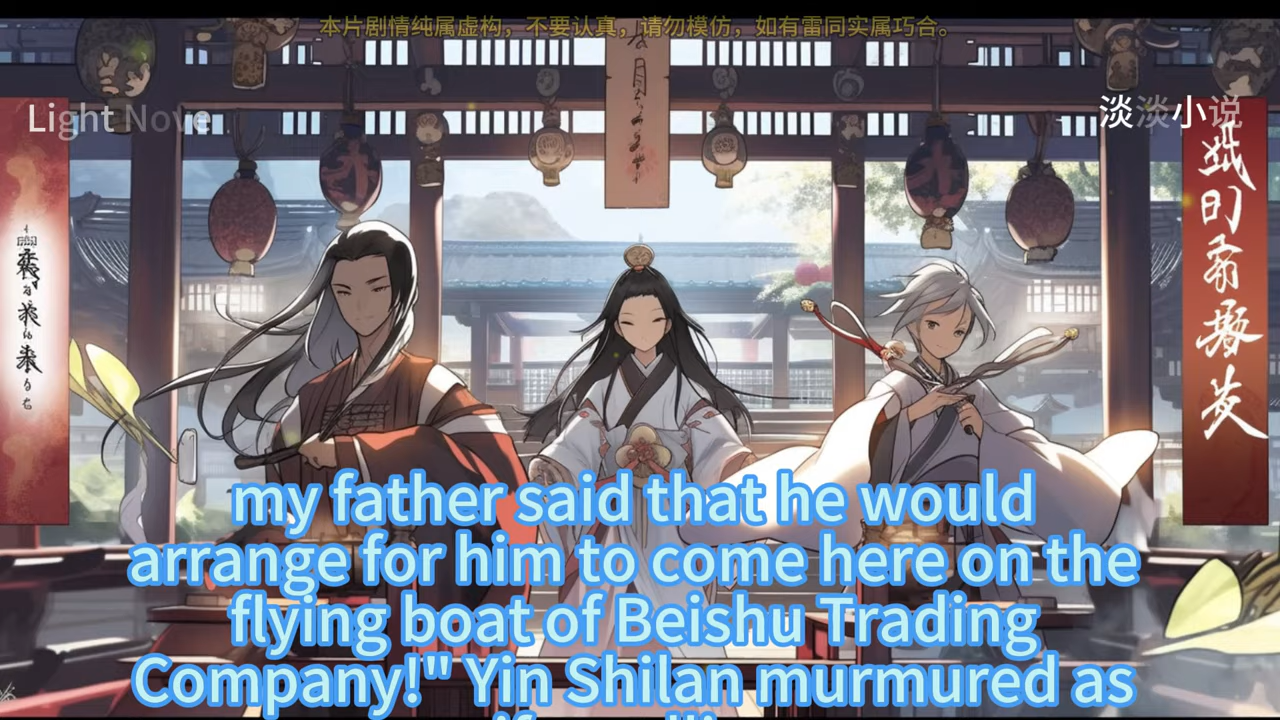 本片剧情纯属虚构，不要认真，请勿模仿，如有雷同实属巧合。
Light Nove
淡淡小说
my father said that he would
arrange for him to come here on the
flying boat of Beishu Trading
Company!" Yin Shilan murmured as